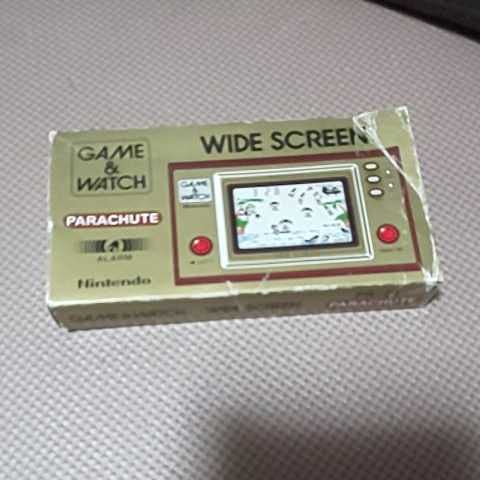 GAME
&
WATCH
WIDE SCREEN
PARACHUTE
ALARM
Nintendo
GAME
&
WATCH
GAME & WATCH WIDE SCREEN PARACHUTE